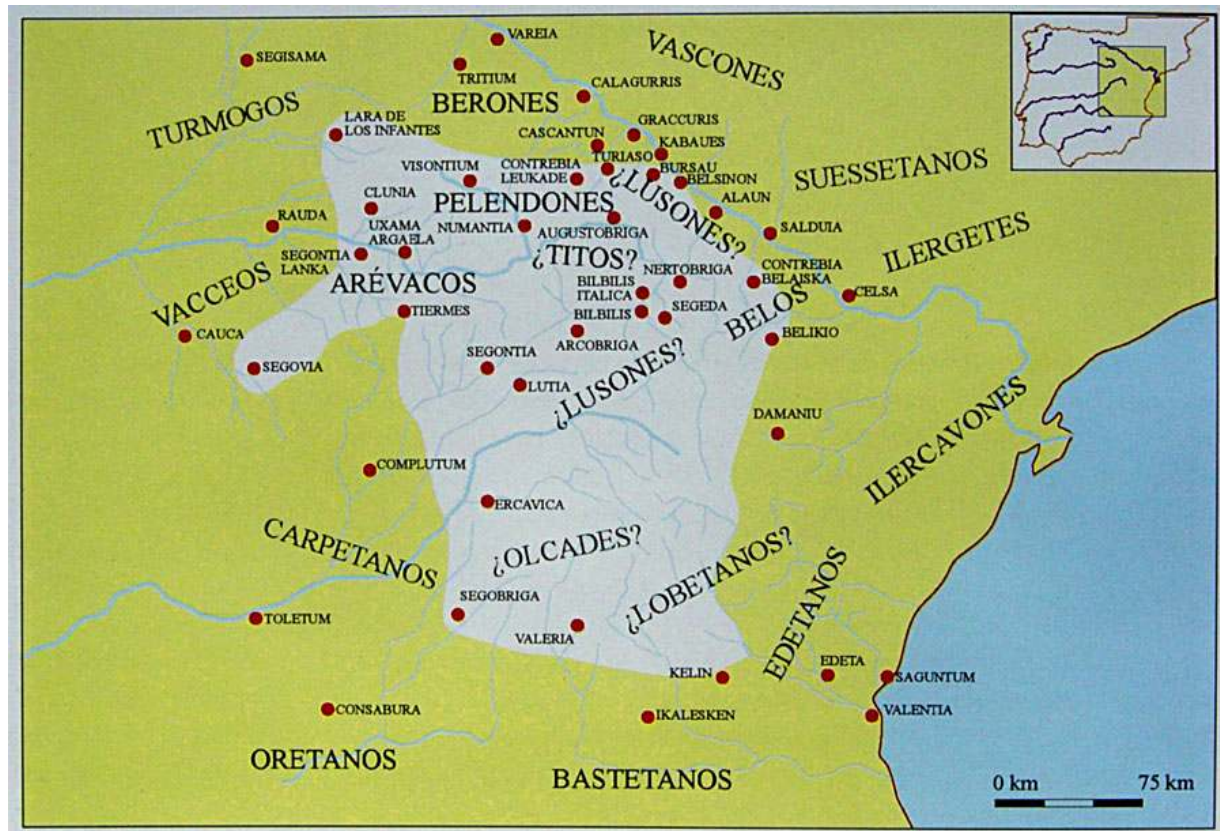 VAREIA
VASCONES
SEGISAMA
TRITIUM
BERONES
CALAGURRIS
TURMOGOS
LARA DE
LOS INFANTES
GRACCURIS
CASCANTUN
KABAUES
TURIASO
VISONTIUM
CONTREBIA
LEUKADE
BURSAU
BELSINON
SUESSETANOS
¿LUSONES?
CLUNIA
PELENDONES
ALAUN
RAUDA
UXAMA
ARGAELA
NUMANTIA
AUGUSTOBRIGA
SALDUIA
ILERGETES
SEGONTIA
LANKA
¿TITOS?
NERTOBRIGA
CONTREBIA
BELAISKA
VACCEOS
ARÉVACOS
BILBILIS
ITALICA
CELSA
TIERMES
BILBILIS
SEGEDA
BELOS
CAUCA
ARCOBRIGA
BELIKIO
SEGOVIA
SEGONTIA
LUTIA
¿LUSONES?
DAMANIU
ILERCAVONES
COMPLUTUM
ERCAVICA
CARPETANOS
¿OLCADES?
¿LOBETANOS?
SEGOBRIGA
TOLETUM
VALERIA
EDETANOS
KELIN
EDETA
SAGUNTUM
CONSABURA
IKALESKEN
VALENTIA
ORETANOS
BASTETANOS
0 km
75 km